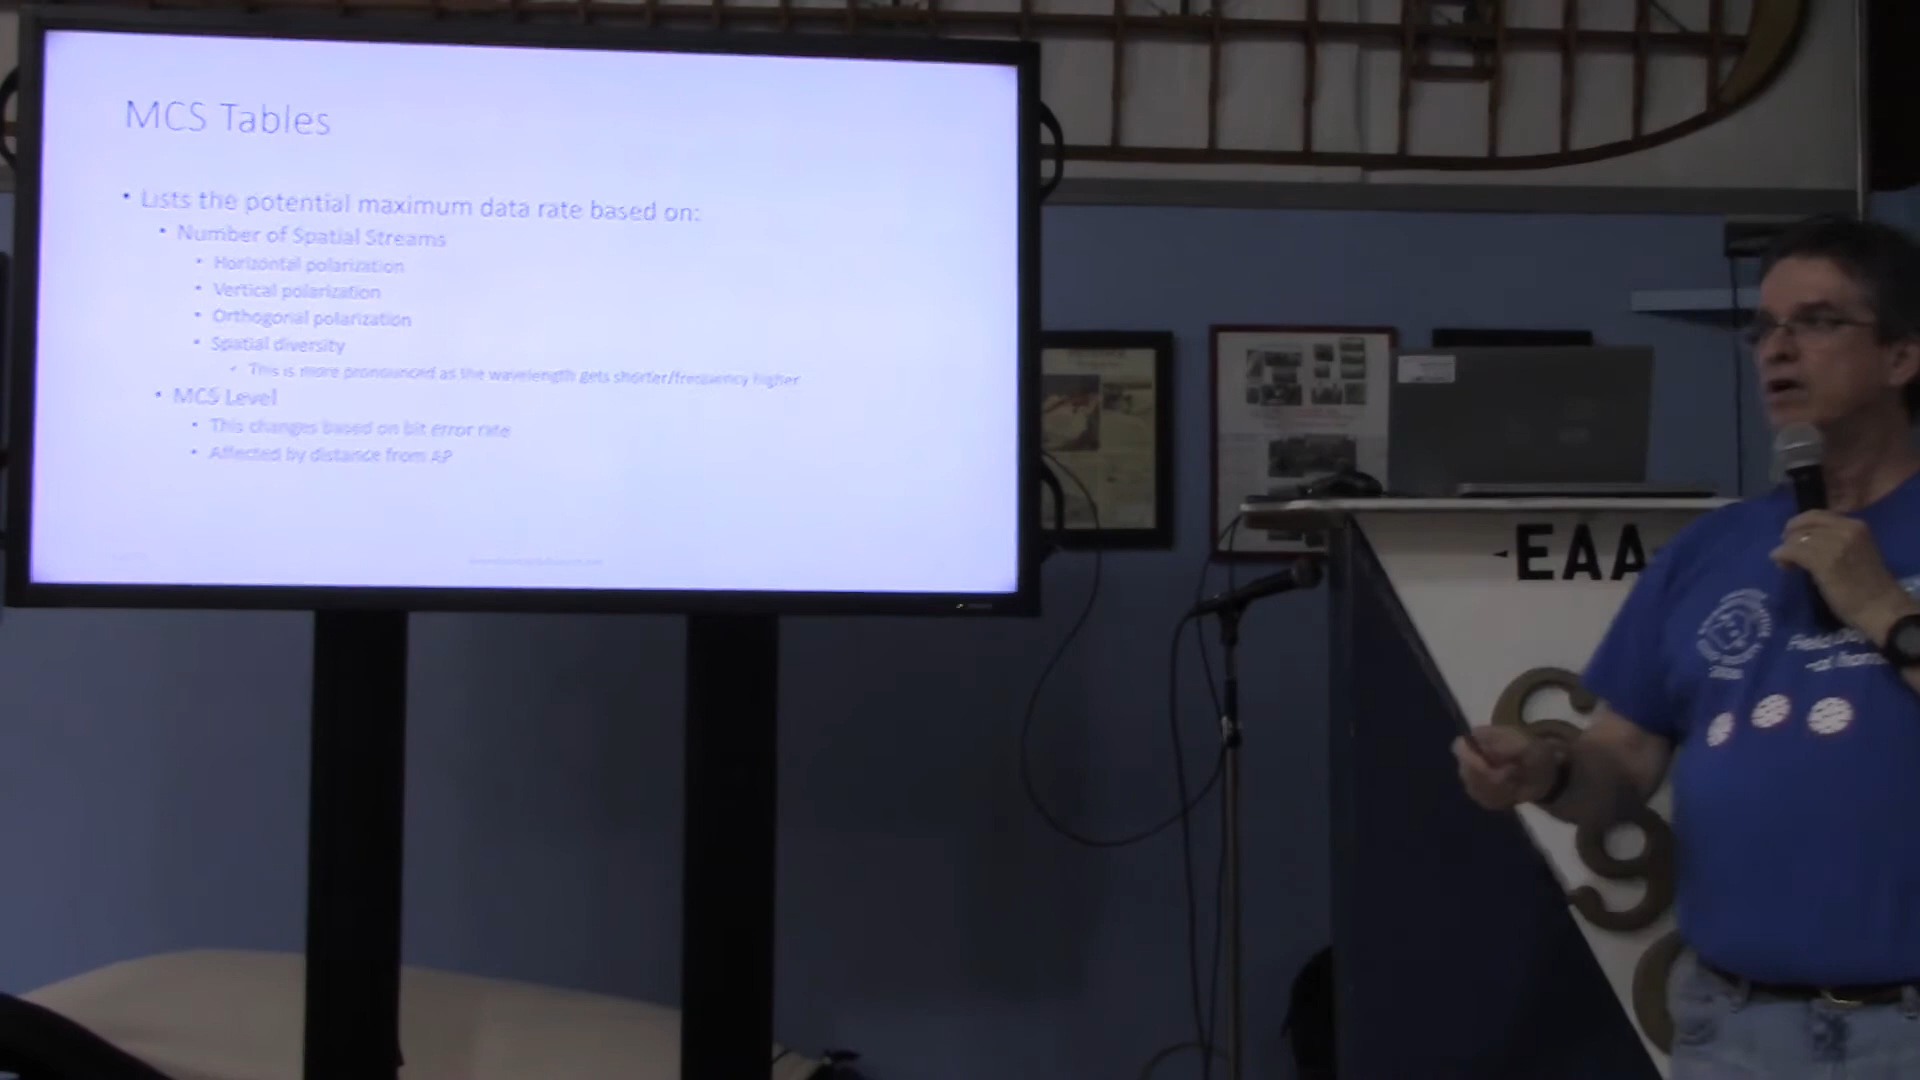 MCS Tables
• Lists the potential maximum data rate based on:
• Number of Spatial Streams
• Horizontal polarization
• Vertical polarization
• Orthogonal polarization
• Spatial diversity
• This is more pronounced as the wavelength gets shorter/frequency higher
• MCS Level
• This changes based on bit error rate
• Affected by distance from AP
EAA
69